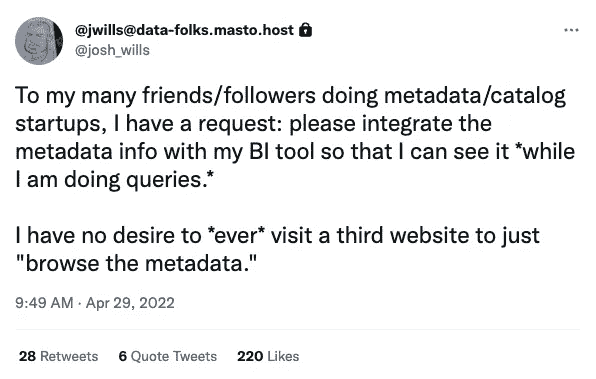 @jwills@data-folks.masto.host
@josh_wills
To my many friends/followers doing metadata/catalog
startups, I have a request: please integrate the
metadata info with my BI tool so that I can see it *while
I am doing queries.*
I have no desire to *ever* visit a third website to just
"browse the metadata."
9:49 AM · Apr 29, 2022
28 Retweets 6 Quote Tweets 220 Likes